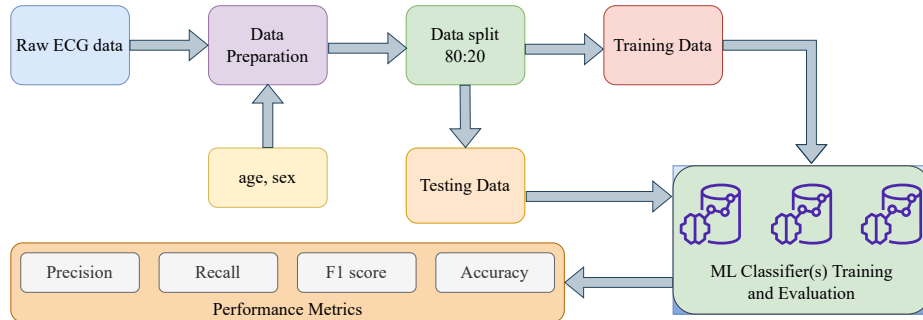 Raw ECG data
Data
Preparation
Data split
80:20
Training Data
age, sex
Testing Data
Precision
Recall
F1 score
Accuracy
Performance Metrics
ML Classifier(s) Training
and Evaluation